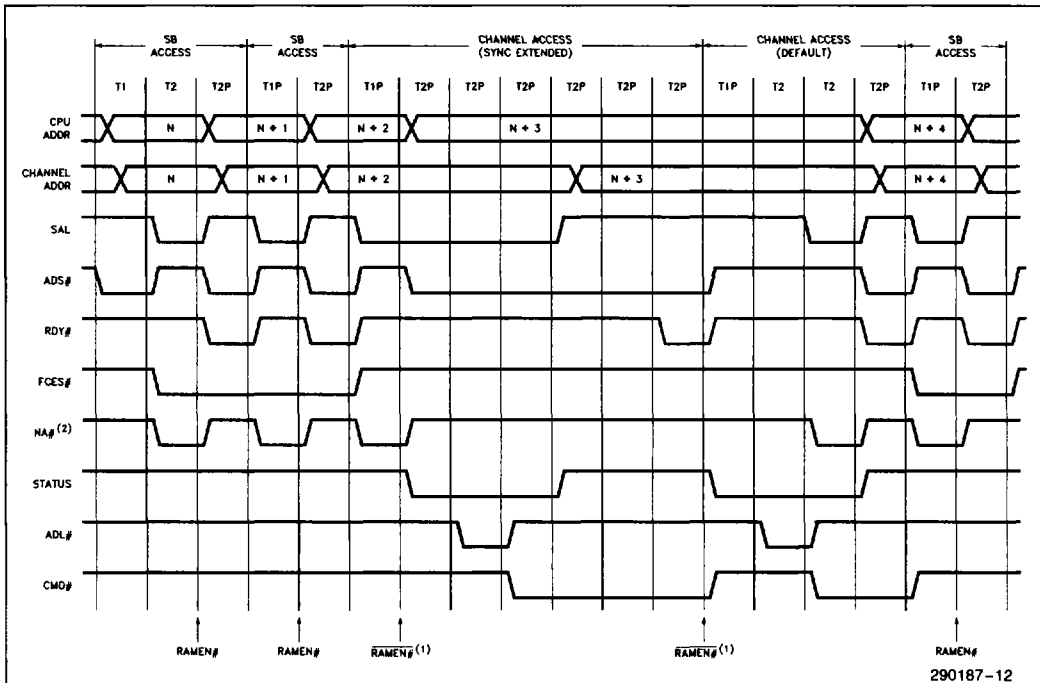 SB ACCESS
SB ACCESS
CHANNEL ACCESS (SYNC EXTENDED)
CHANNEL ACCESS (DEFAULT)
SB ACCESS
T1 T2 T2P T1P T2P T1P T2P T2P T2P T2P T2P T2P T1P T2 T2 T2P T1P T2P
CPU ADDR N N + 1 N + 2 N + 3 N + 4
CHANNEL ADDR N N + 1 N + 2 N + 3 N + 4
SAL
ADS#
RDY#
FCES#
NA#(2)
STATUS
ADL#
CMD#
RAMEN# RAMEN# RAMEN#(1) RAMEN#(1) RAMEN#
290187-12